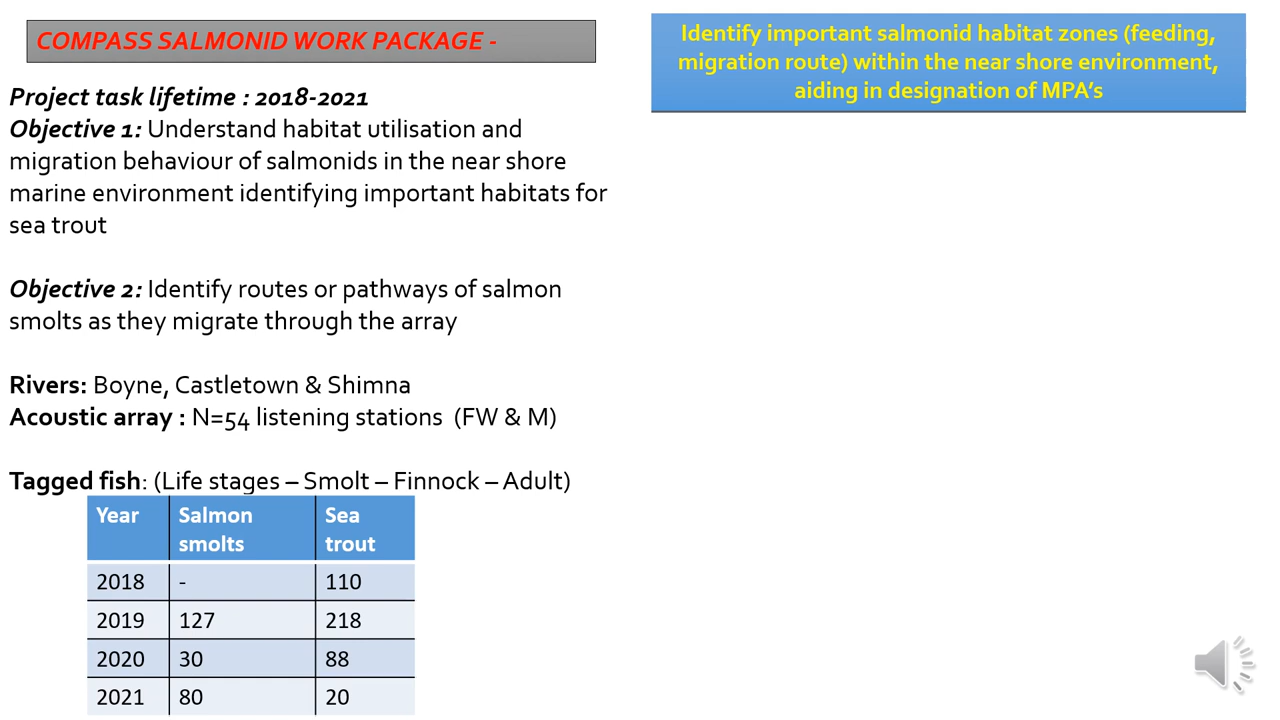 COMPASS SALMONID WORK PACKAGE -
Project task lifetime : 2018-2021
Objective 1: Understand habitat utilisation and
migration behaviour of salmonids in the near shore
marine environment identifying important habitats for
sea trout
Objective 2: Identify routes or pathways of salmon
smolts as they migrate through the array
Rivers: Boyne, Castletown & Shimna
Acoustic array : N=54 listening stations (FW & M)
Tagged fish: (Life stages – Smolt – Finnock – Adult)
Year Salmon smolts Sea trout
2018 - 110
2019 127 218
2020 30 88
2021 80 20
Identify important salmonid habitat zones (feeding,
migration route) within the near shore environment,
aiding in designation of MPA’s